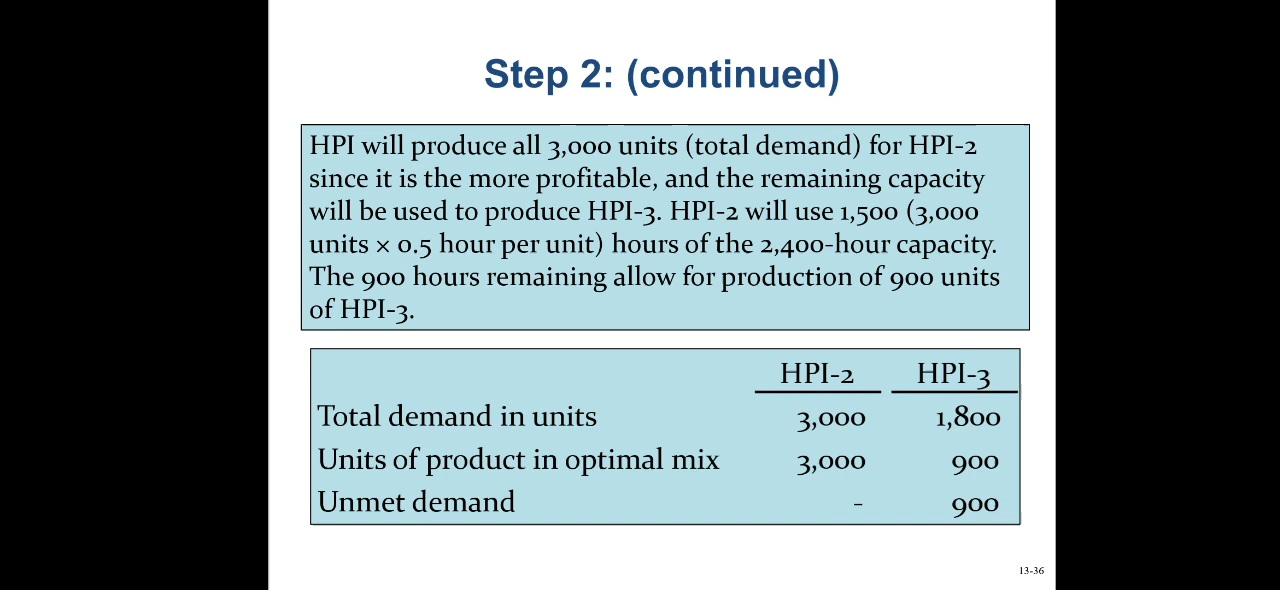 Step 2: (continued)
HPI will produce all 3,000 units (total demand) for HPI-2
since it is the more profitable, and the remaining capacity
will be used to produce HPI-3. HPI-2 will use 1,500 (3,000
units × 0.5 hour per unit) hours of the 2,400-hour capacity.
The 900 hours remaining allow for production of 900 units
of HPI-3.
HPI-2 HPI-3
Total demand in units 3,000 1,800
Units of product in optimal mix 3,000 900
Unmet demand - 900
13-36